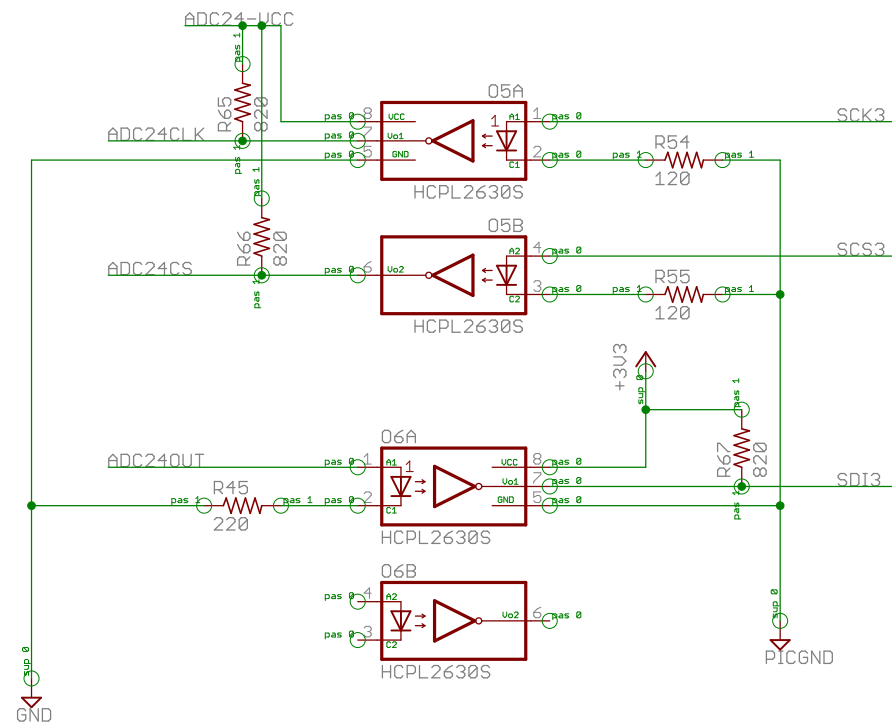 ADC24-VCC
pas 1
R65
820
pas 1
ADC24CLK
pas 0
8
VCC
pas 0
7
Vo1
pas 0
5
GND
O5A
1
A1
1
pas 0
C1
2
pas 0
HCPL2630S
SCK3
pas 1
R54
120
pas 1
pas 1
R66
820
pas 1
ADC24CS
pas 0
6
Vo2
O5B
A2
4
pas 0
C2
3
pas 0
HCPL2630S
SCS3
pas 1
R55
120
pas 1
+3V3
sup 0
pas 1
R67
820
pas 1
SDI3
ADC24OUT
pas 0
1
A1
1
O6A
VCC
8
pas 0
Vo1
7
pas 0
GND
5
pas 0
pas 1
R45
220
pas 1
pas 0
2
C1
HCPL2630S
O6B
pas 0
4
A2
pas 0
3
C2
Vo2
6
pas 0
HCPL2630S
sup 0
PICGND
sup 0
GND